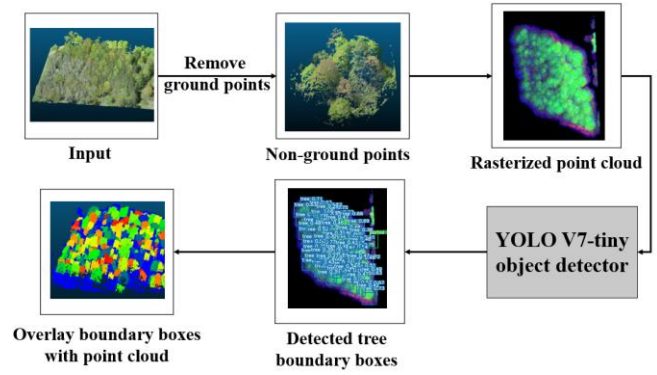 Remove
ground points
Input
Non-ground points
Rasterized point cloud
YOLO V7-tiny
object detector
Detected tree
boundary boxes
Overlay boundary boxes
with point cloud